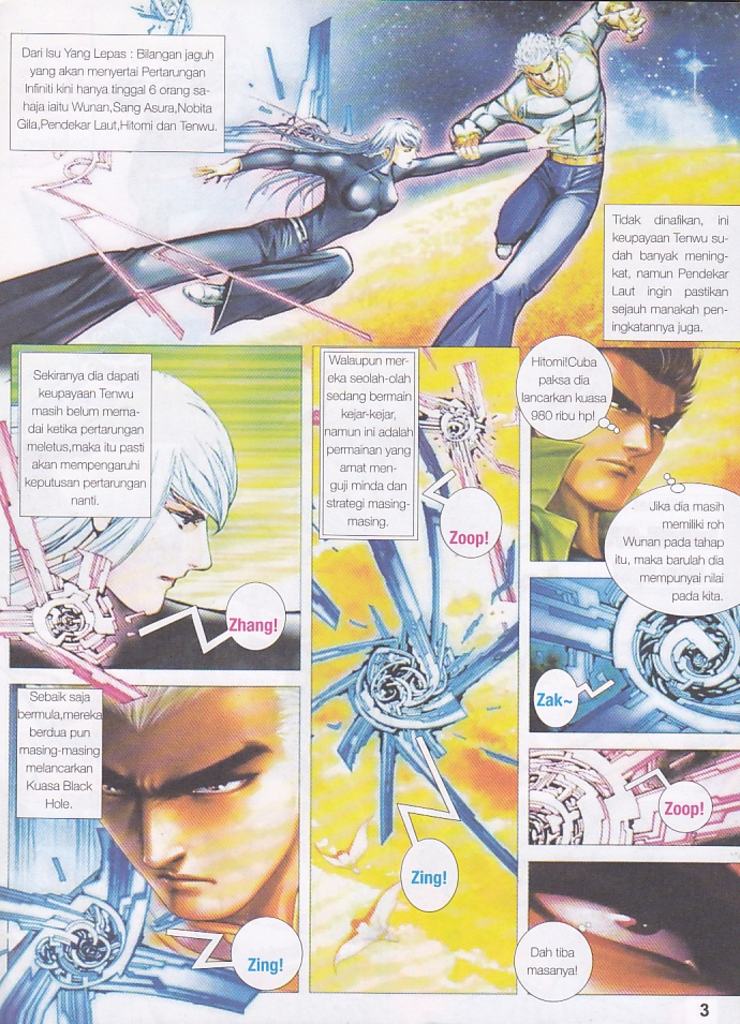 Dari Isu Yang Lepas : Bilangan jaguh
yang akan menyertai Pertarungan
Infiniti kini hanya tinggal 6 orang sa-
haja iaitu Wunan,Sang Asura,Nobita
Gila,Pendekar Laut,Hitomi dan Tenwu.
Tidak dinafikan, ini
keupayaan Tenwu su-
dah banyak mening-
kat, namun Pendekar
Laut ingin pastikan
sejauh manakah pen-
ingkatannya juga.
Sekiranya dia dapati
keupayaan Tenwu
masih belum mema-
dai ketika pertarungan
meletus,maka itu pasti
akan mempengaruhi
keputusan pertarungan
nanti.
Zhang!
Sebaik saja
bermula,mereka
berdua pun
masing-masing
melancarkan
Kuasa Black
Hole.
Zing!
Walaupun mer-
eka seolah-olah
sedang bermain
kejar-kejar,
namun ini adalah
permainan yang
amat men-
guji minda dan
strategi masing-
masing.
Zoop!
Zing!
Hitomi!Cuba
paksa dia
lancarkan kuasa
980 ribu hp!
Jika dia masih
memiliki roh
Wunan pada tahap
itu, maka barulah dia
mempunyai nilai
pada kita.
Zak~
Zoop!
Dah tiba
masanya!
3